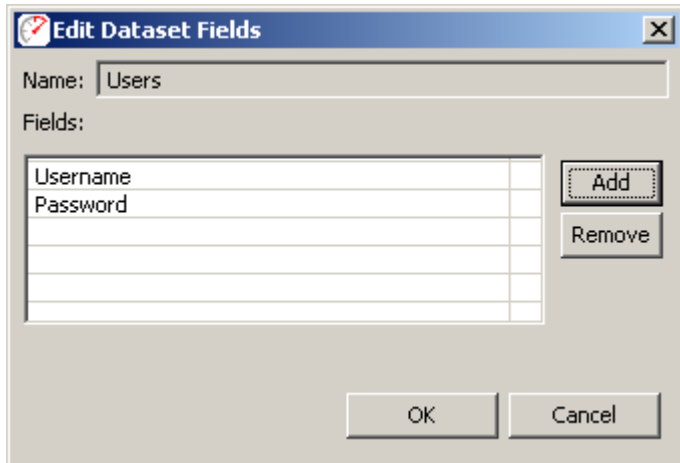 Edit Dataset Fields
Name: Users
Fields:
Username
Password
Add
Remove
OK
Cancel